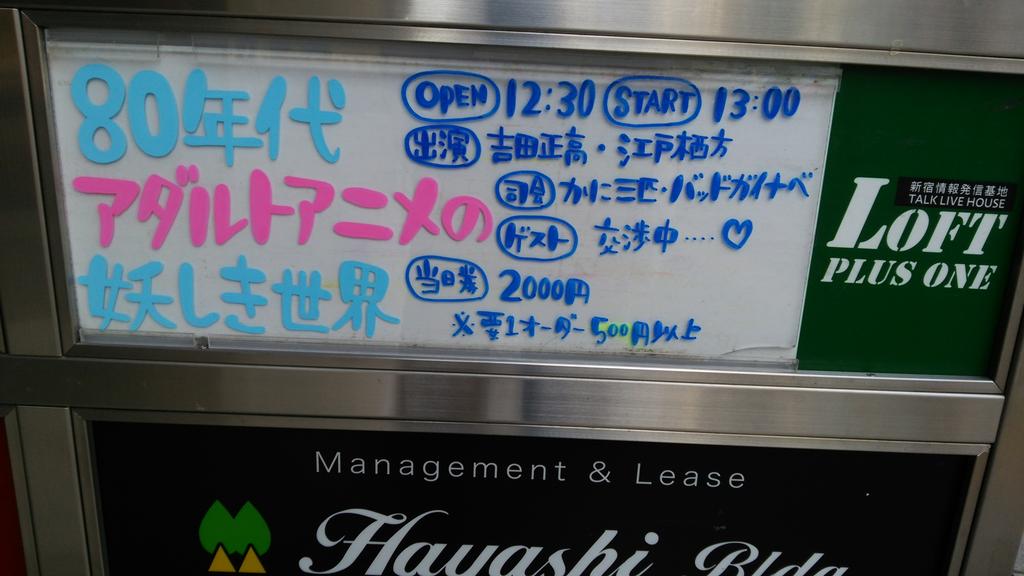 80年代
アダルトアニメの
妖しき世界
OPEN 12:30 START 13:00
出演 吉田正高・江戸栖方
司会 かに三匹・バッドガイナベ
ゲスト 交渉中‥‥♡
当日券 2000円
※要1オーダー500円以上
新宿情報発信基地
TALK LIVE HOUSE
LOFT
PLUS ONE
Management & Lease
Hayashi Bldg